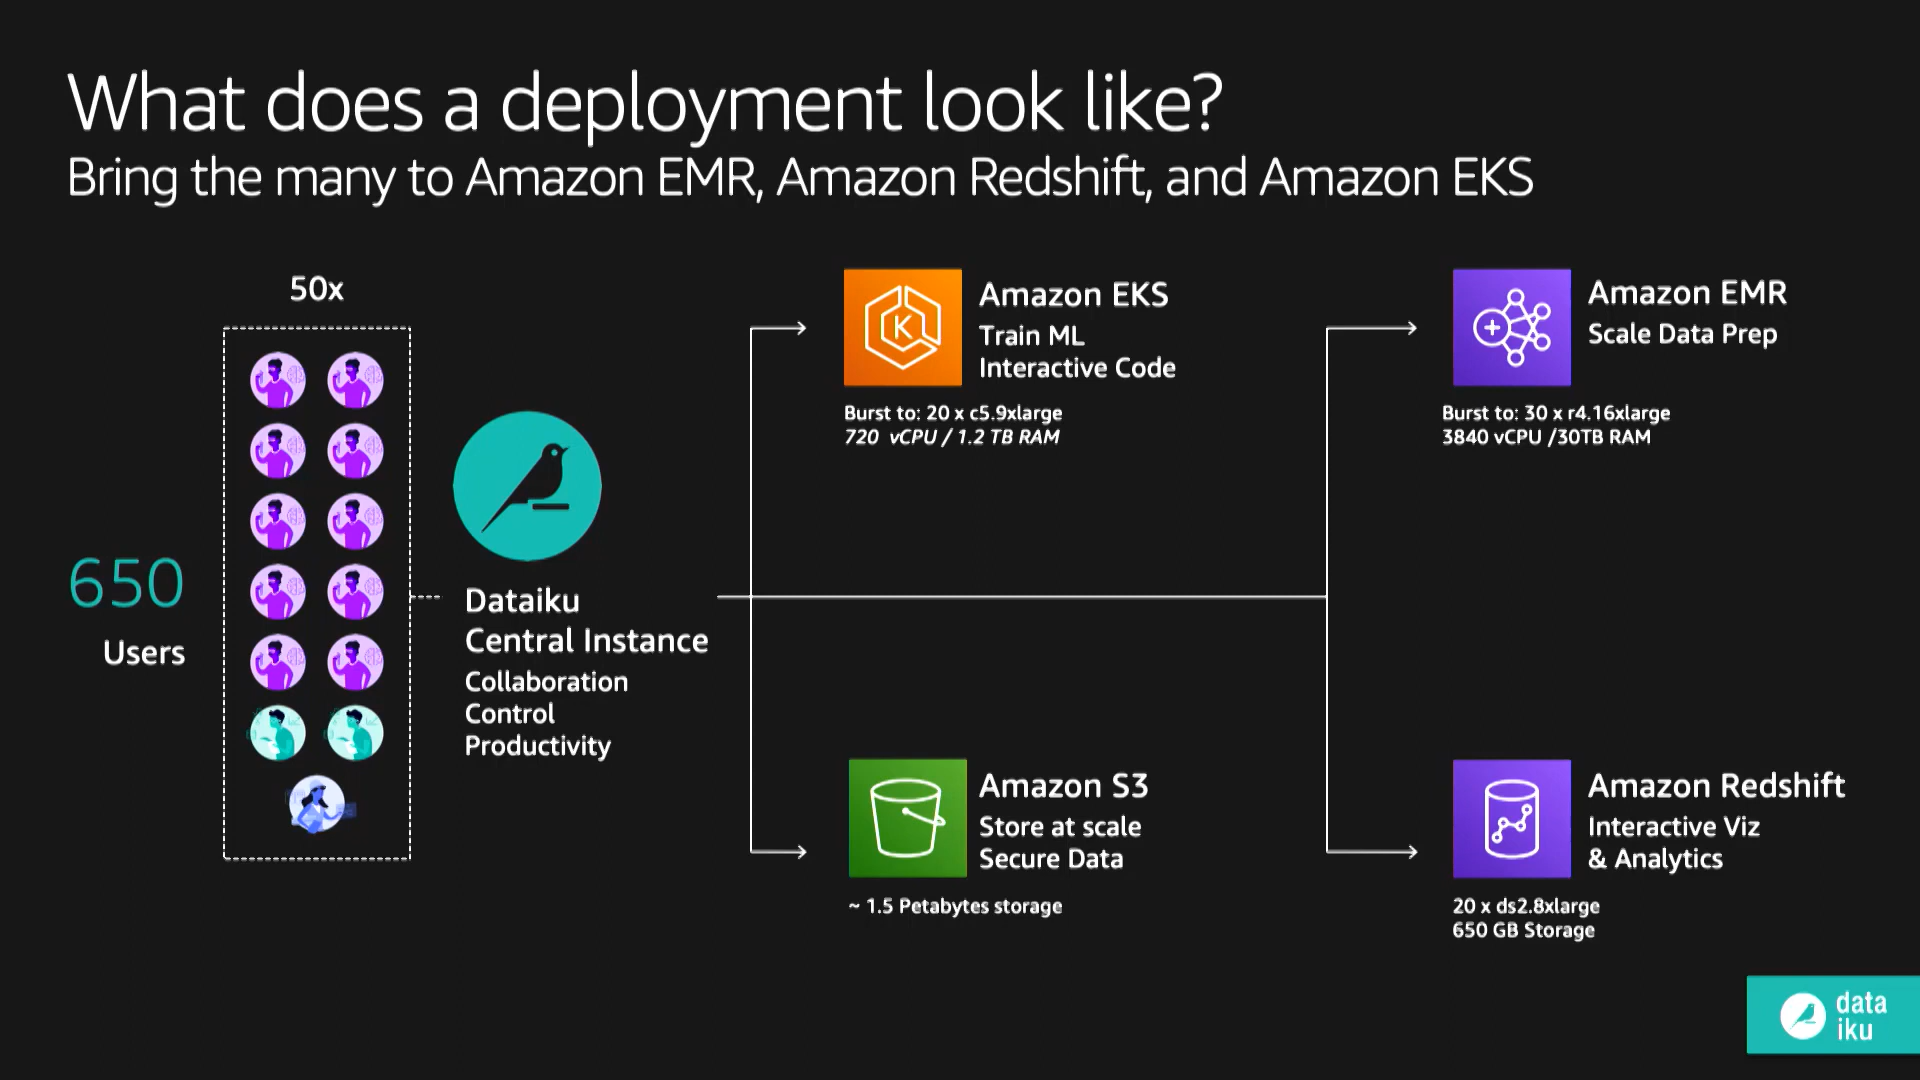 What does a deployment look like?
Bring the many to Amazon EMR, Amazon Redshift, and Amazon EKS
50x
650
Users
Dataiku
Central Instance
Collaboration
Control
Productivity
Amazon EKS
Train ML
Interactive Code
Burst to: 20 x c5.9xlarge
720 vCPU / 1.2 TB RAM
Amazon S3
Store at scale
Secure Data
~ 1.5 Petabytes storage
Amazon EMR
Scale Data Prep
Burst to: 30 x r4.16xlarge
3840 vCPU /30TB RAM
Amazon Redshift
Interactive Viz
& Analytics
20 x ds2.8xlarge
650 GB Storage
data
iku